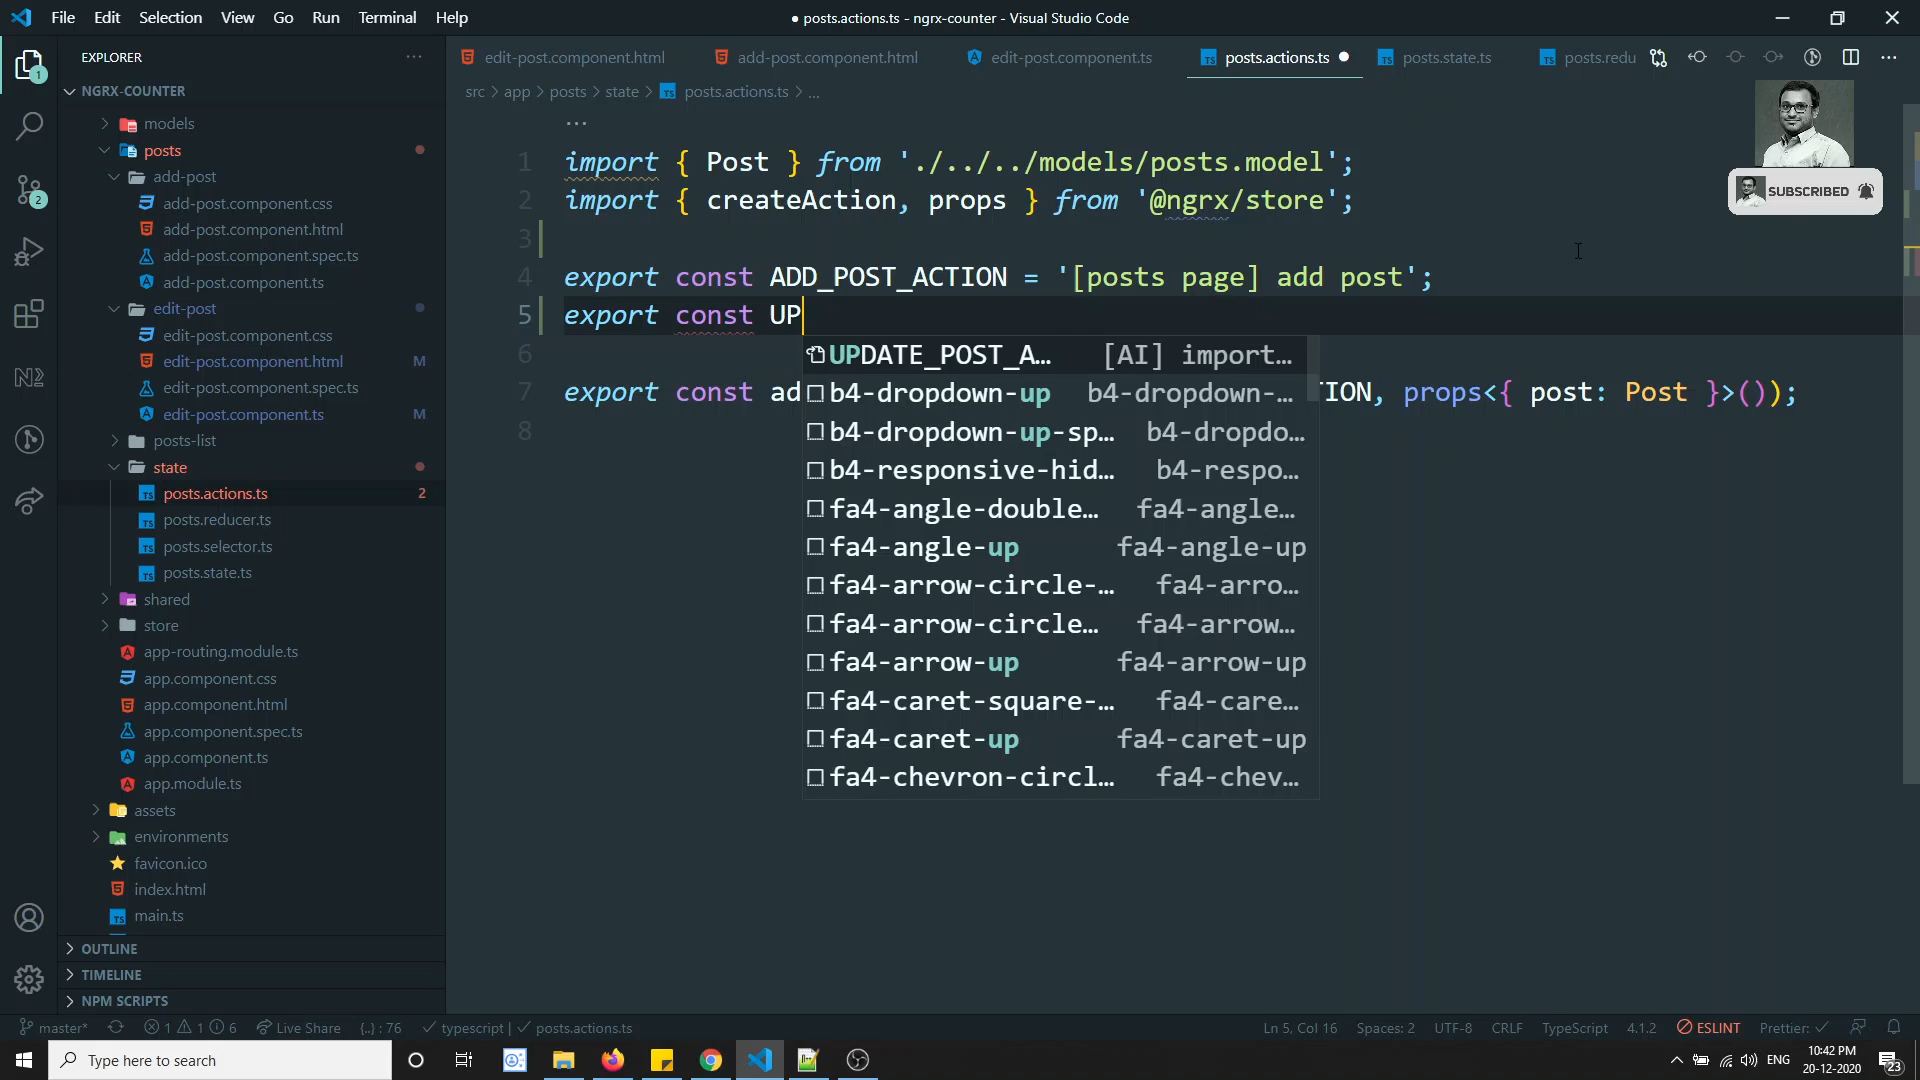 File Edit Selection View Go Run Terminal Help
● posts.actions.ts - ngrx-counter - Visual Studio Code
EXPLORER
NGRX-COUNTER
models
posts
add-post
add-post.component.css
add-post.component.html
add-post.component.spec.ts
add-post.component.ts
edit-post
edit-post.component.css
edit-post.component.html M
edit-post.component.spec.ts
edit-post.component.ts M
posts-list
state
posts.actions.ts 2
posts.reducer.ts
posts.selector.ts
posts.state.ts
shared
store
app-routing.module.ts
app.component.css
app.component.html
app.component.spec.ts
app.component.ts
app.module.ts
assets
environments
favicon.ico
index.html
main.ts
OUTLINE
TIMELINE
NPM SCRIPTS
edit-post.component.html add-post.component.html edit-post.component.ts posts.actions.ts posts.state.ts posts.redu
src > app > posts > state > posts.actions.ts > ...
...
1 import { Post } from './../../models/posts.model';
2 import { createAction, props } from '@ngrx/store';
3
4 export const ADD_POST_ACTION = '[posts page] add post';
5 export const UP
6
7 export const ad TION, props<{ post: Post }>());
8
UPDATE_POST_A... [AI] import...
b4-dropdown-up b4-dropdown-...
b4-dropdown-up-sp... b4-dropdo...
b4-responsive-hid... b4-respo...
fa4-angle-double... fa4-angle...
fa4-angle-up fa4-angle-up
fa4-arrow-circle-... fa4-arro...
fa4-arrow-circle... fa4-arrow...
fa4-arrow-up fa4-arrow-up
fa4-caret-square-... fa4-care...
fa4-caret-up fa4-caret-up
fa4-chevron-circl... fa4-chev...
SUBSCRIBED
master* 1 1 6 Live Share {..} : 76 typescript | posts.actions.ts
Ln 5, Col 16 Spaces: 2 UTF-8 CRLF TypeScript 4.1.2 ESLINT Prettier: ✓
Type here to search
ENG
10:42 PM
20-12-2020
23